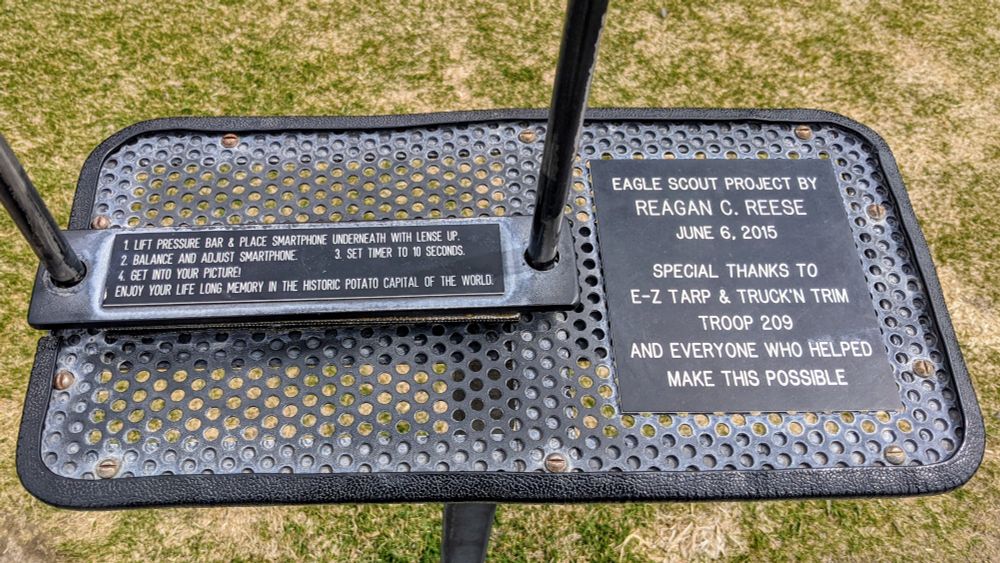 1. LIFT PRESSURE BAR & PLACE SMARTPHONE UNDERNEATH WITH LENSE UP.
2. BALANCE AND ADJUST SMARTPHONE. 3. SET TIMER TO 10 SECONDS.
4. GET INTO YOUR PICTURE!
ENJOY YOUR LIFE LONG MEMORY IN THE HISTORIC POTATO CAPITAL OF THE WORLD.
EAGLE SCOUT PROJECT BY
REAGAN C. REESE
JUNE 6, 2015
SPECIAL THANKS TO
E-Z TARP & TRUCK'N TRIM
TROOP 209
AND EVERYONE WHO HELPED
MAKE THIS POSSIBLE